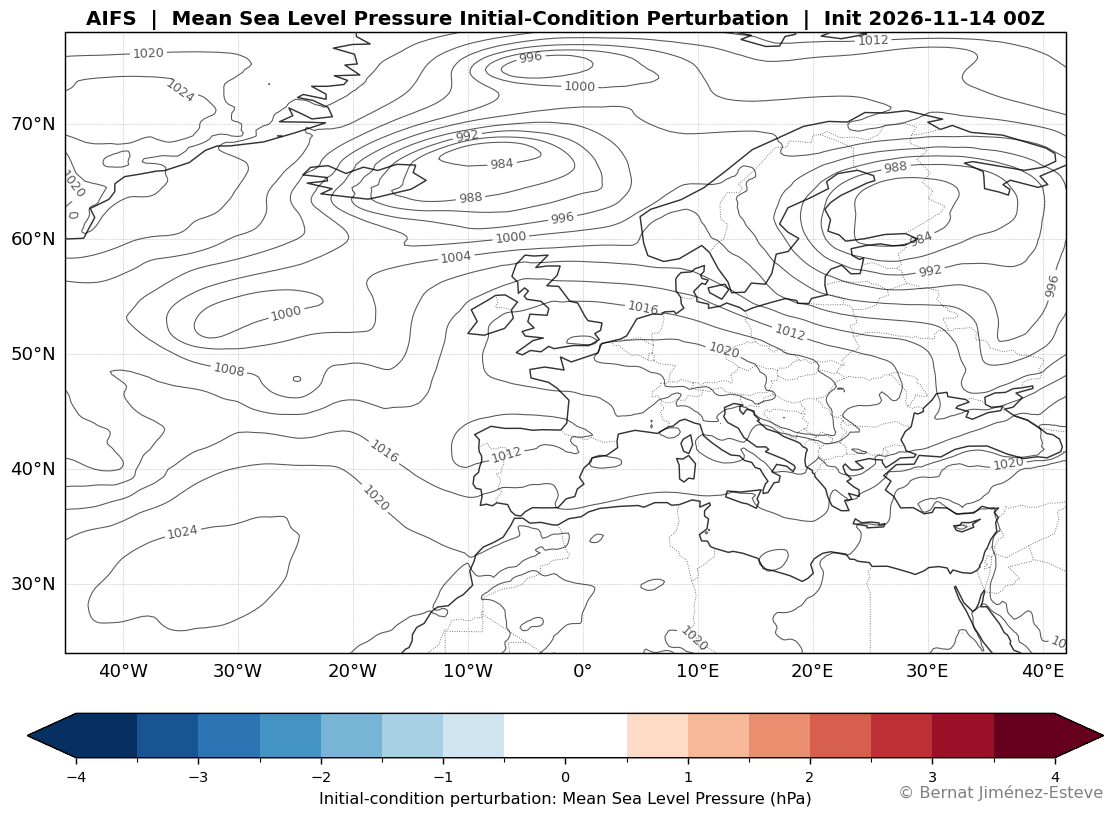 AIFS | Mean Sea Level Pressure Initial-Condition Perturbation | Init 2026-11-14 00Z
1020
996
1012
1024
1000
70°N
992
984
988
1020
988
996
60°N
1000
984
1004
992
996
1016
1000
1012
1020
50°N
1008
1016
1012
40°N
1020
1020
1024
30°N
1020
10
40°W 30°W 20°W 10°W 0° 10°E 20°E 30°E 40°E
−4 −3 −2 −1 0 1 2 3 4
Initial-condition perturbation: Mean Sea Level Pressure (hPa)
© Bernat Jiménez-Esteve